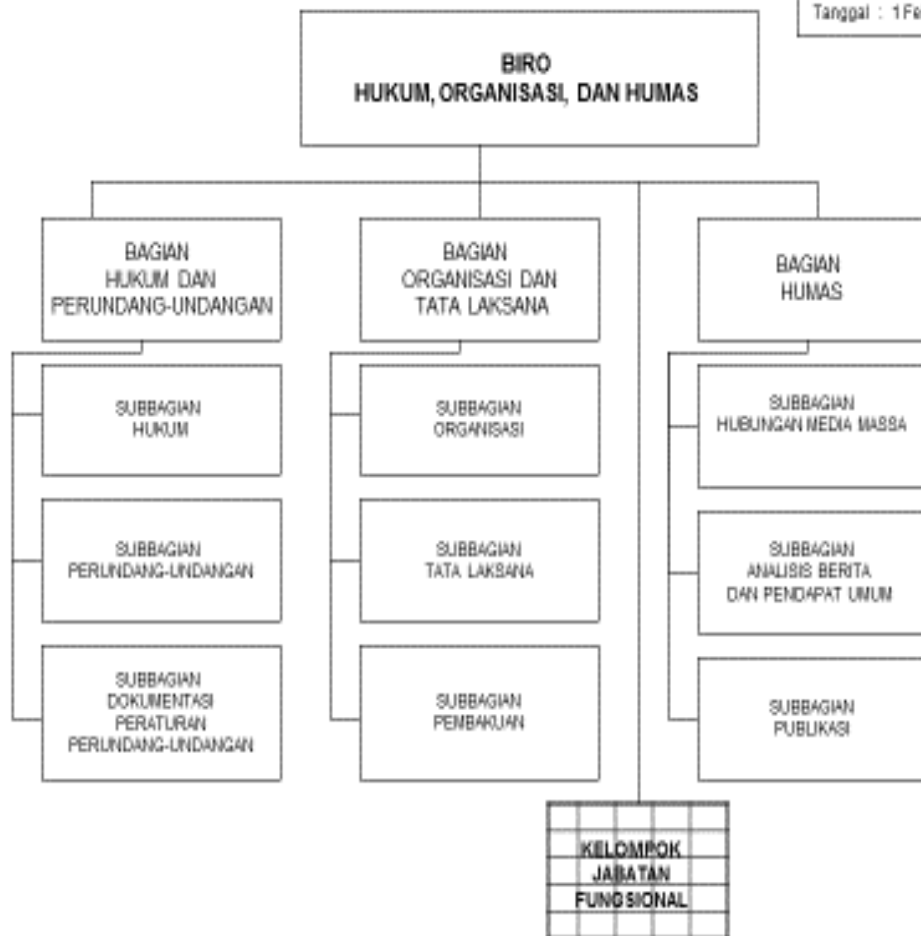 Tanggal : 1 Fe
BIRO
HUKUM, ORGANISASI, DAN HUMAS
BAGIAN
HUKUM DAN
PERUNDANG-UNDANGAN
BAGIAN
ORGANISASI DAN
TATA LAKSANA
BAGIAN
HUMAS
SUBBAGIAN
HUKUM
SUBBAGIAN
ORGANISASI
SUBBAGIAN
HUBUNGAN MEDIA MASSA
SUBBAGIAN
PERUNDANG-UNDANGAN
SUBBAGIAN
TATA LAKSANA
SUBBAGIAN
ANALISIS BERITA
DAN PENDAPAT UMUM
SUBBAGIAN
DOKUMENTASI
PERATURAN
PERUNDANG-UNDANGAN
SUBBAGIAN
PEMBAKUAN
SUBBAGIAN
PUBLIKASI
KELOMPOK
JABATAN
FUNGSIONAL